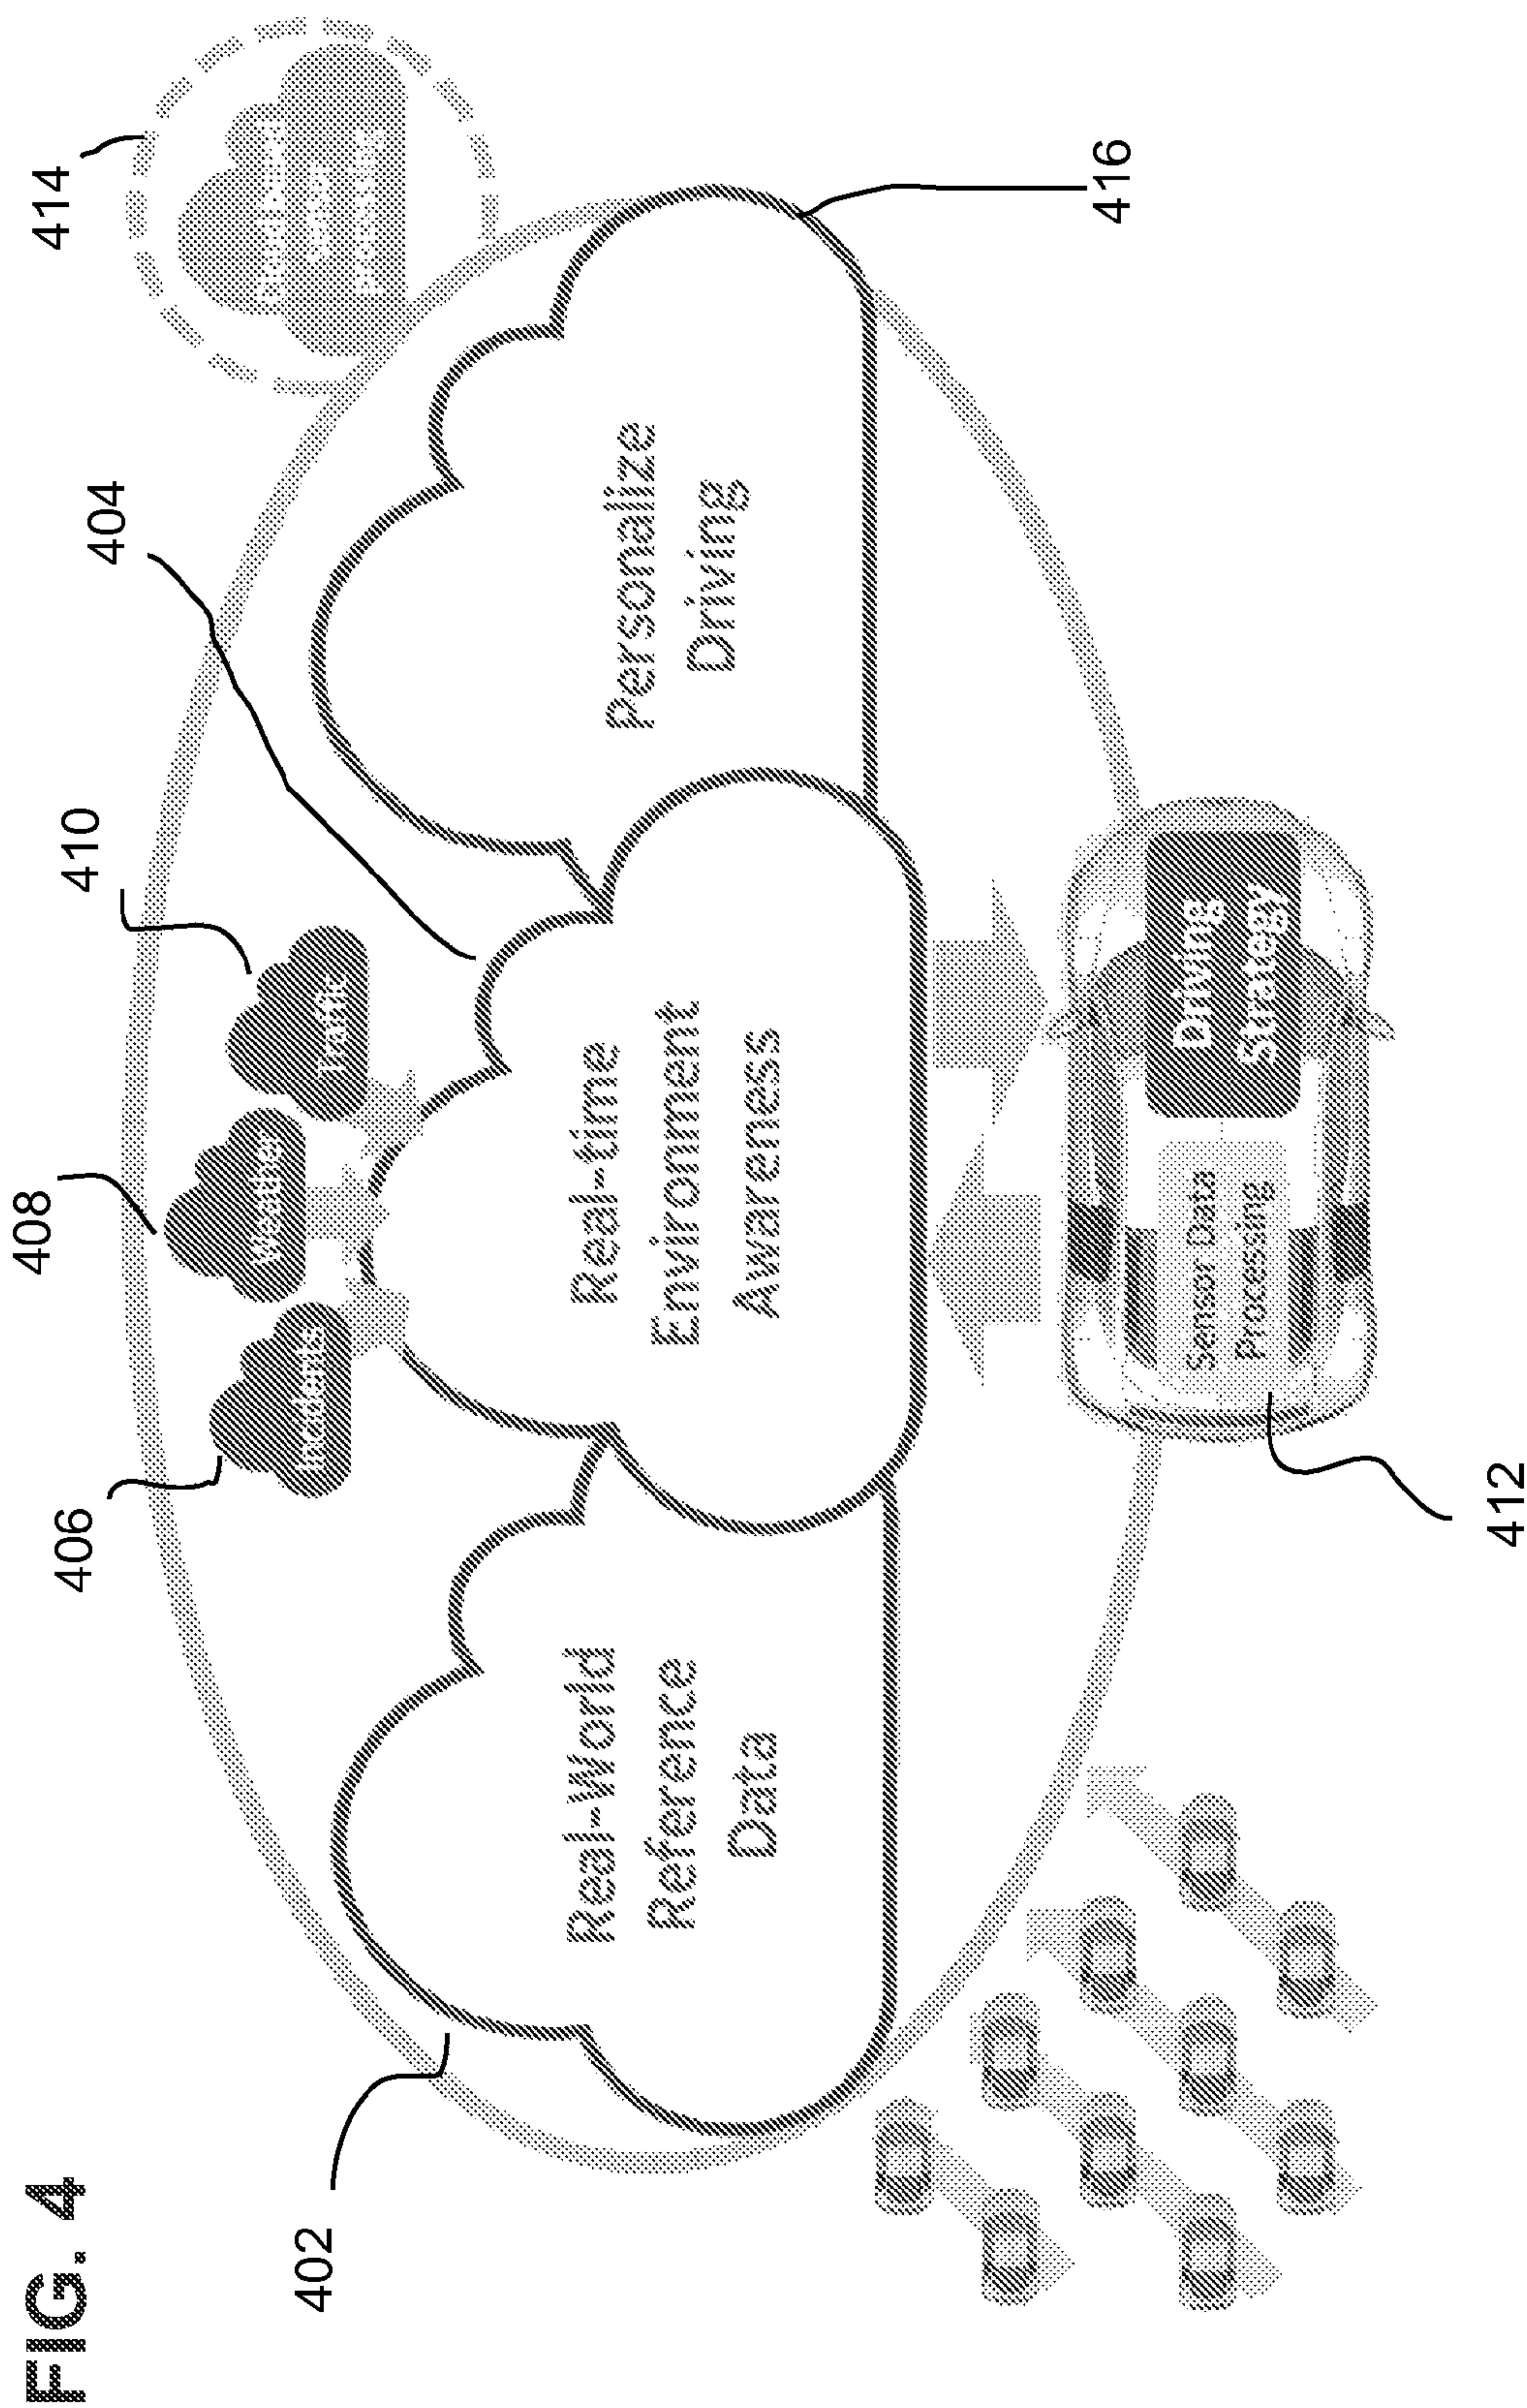 FIG. 4
414
404
410
408
406
Traffic
Weather
Incidents
402
Real-World
Reference
Data
Real-time
Environment
Awareness
Personalize
Driving
416
Sensor Data
Processing
Driving
Strategy
412